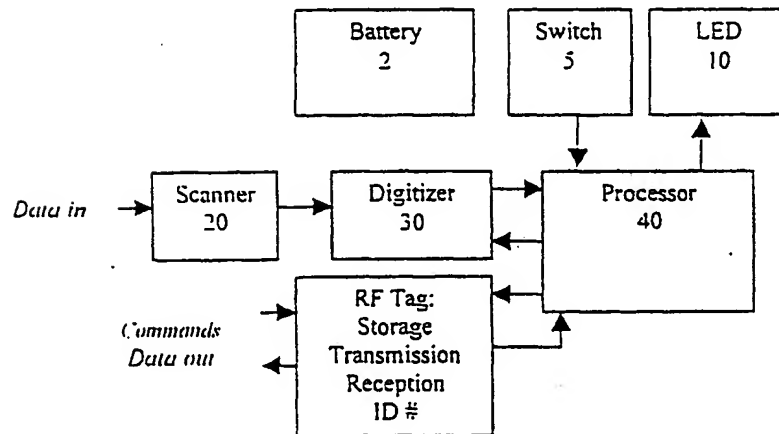 Battery
2
Switch
5
LED
10
Data in
Scanner
20
Digitizer
30
Processor
40
Commands
Data out
RF Tag:
Storage
Transmission
Reception
ID #